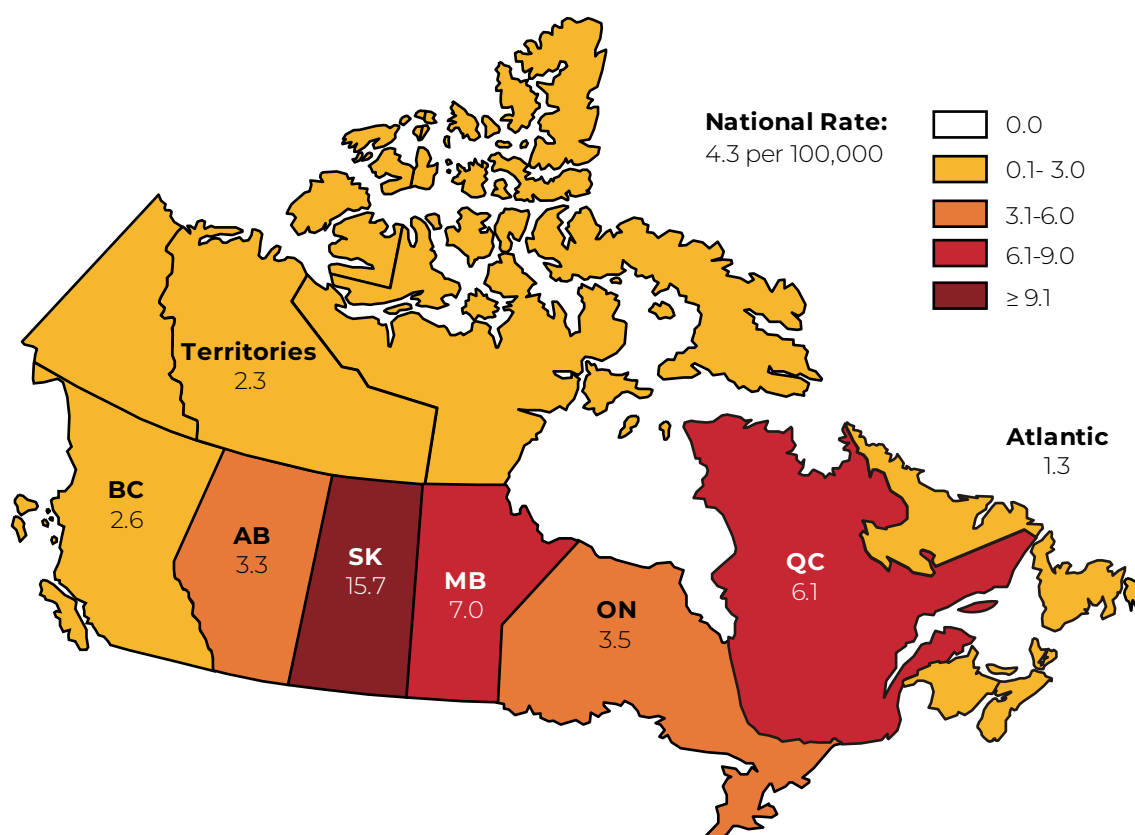 National Rate:
4.3 per 100,000
0.0
0.1- 3.0
3.1-6.0
6.1-9.0
≥ 9.1
Territories
2.3
Atlantic
1.3
BC
2.6
AB
3.3
SK
15.7
MB
7.0
ON
3.5
QC
6.1